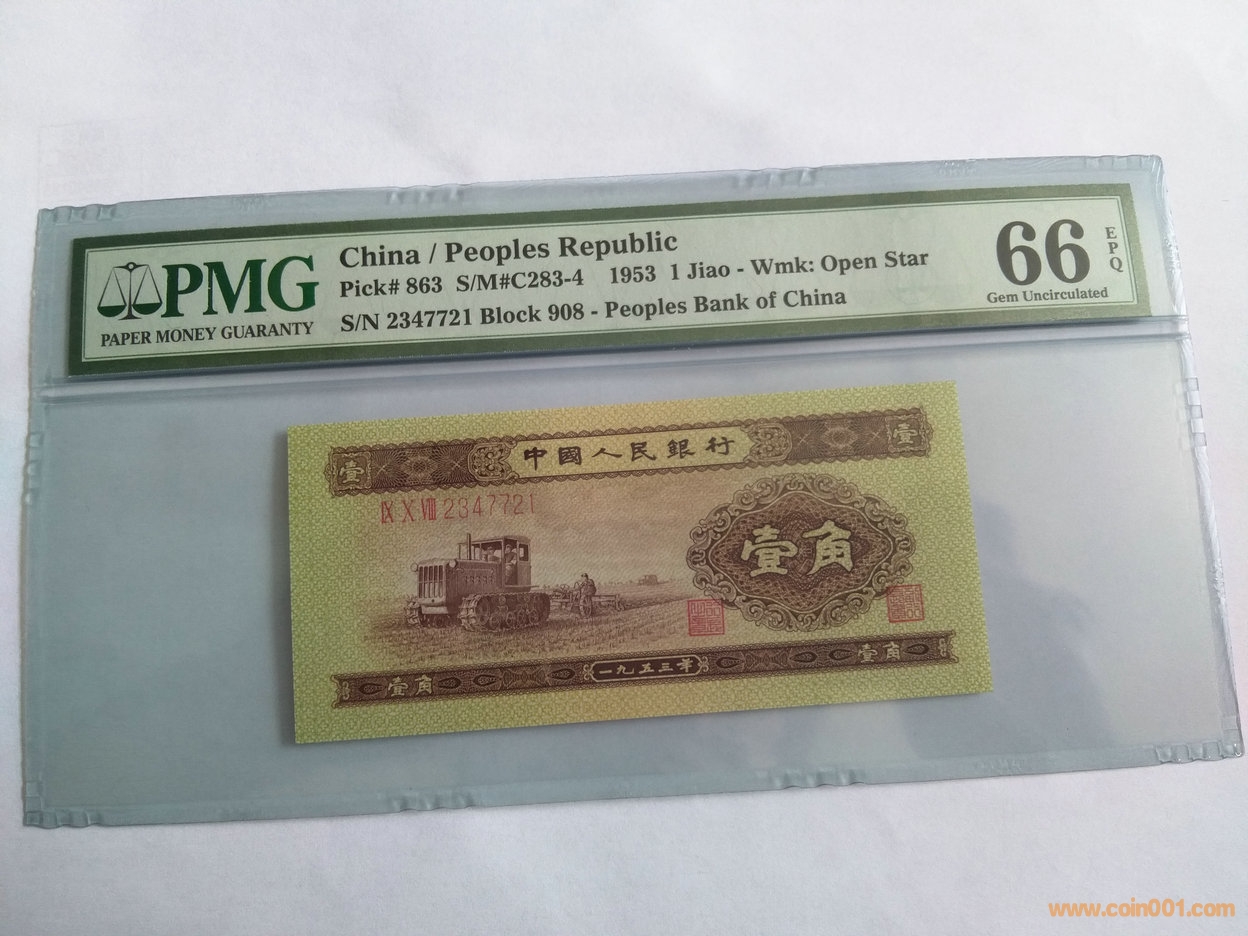 PMG
PAPER MONEY GUARANTY
China / Peoples Republic
Pick# 863 S/M#C283-4 1953 1 Jiao - Wmk: Open Star
S/N 2347721 Block 908 - Peoples Bank of China
66
EPQ
Gem Uncirculated
壹 中國人民銀行 壹
IX X VIII 2347721
壹角
壹角 一九五三年 壹角
www.coin001.com